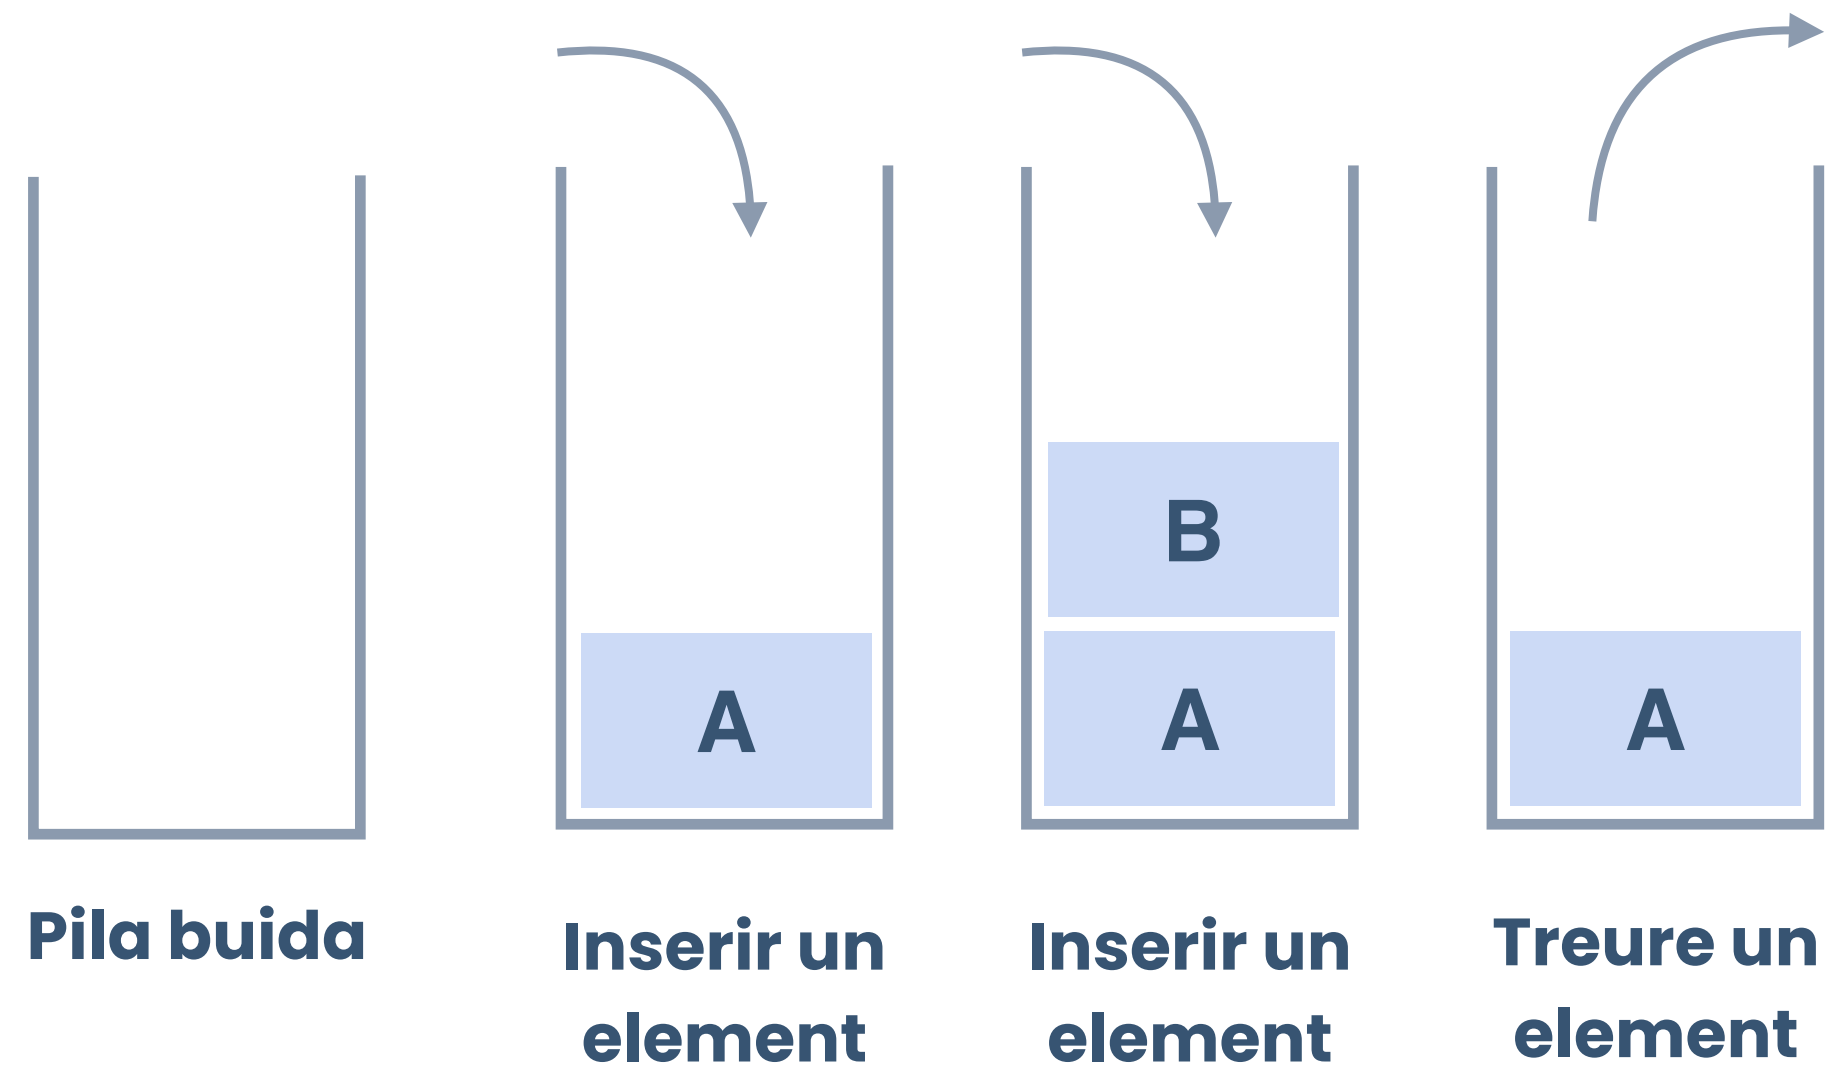 B
A
A
A
Pila buida
Inserir un
element
Inserir un
element
Treure un
element